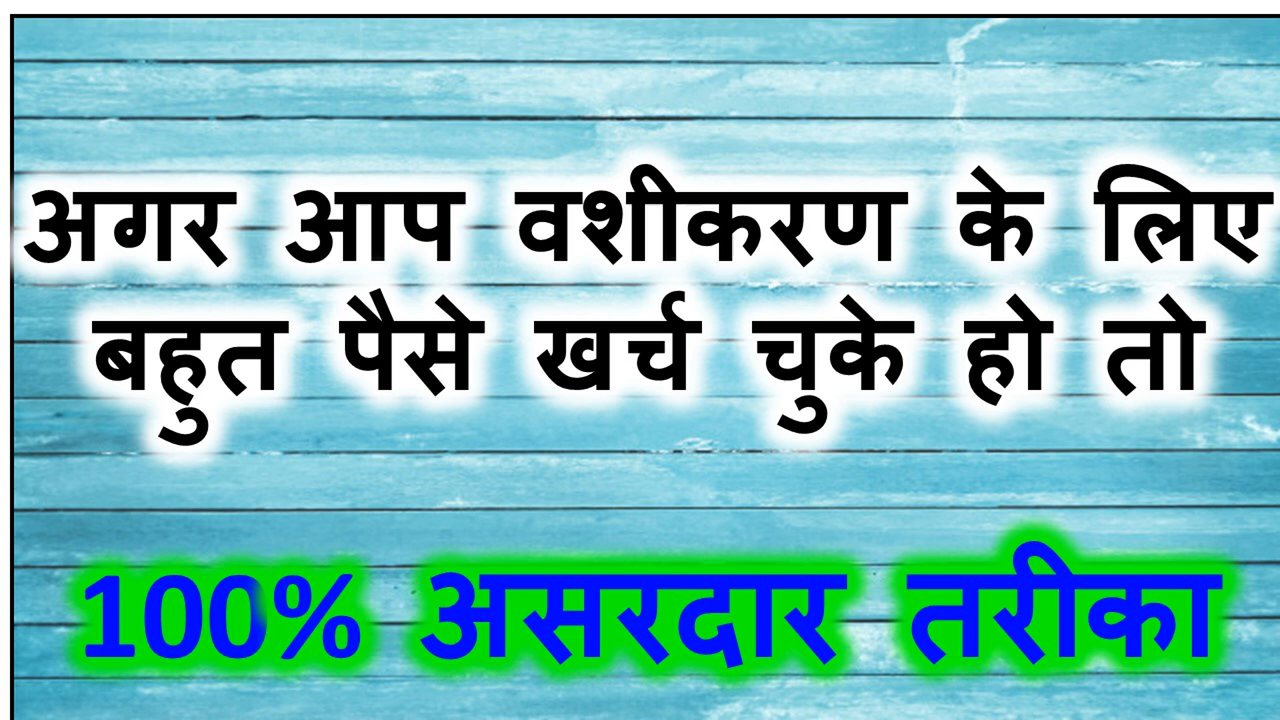 अगर आप वशीकरण के लिए
बहुत पैसे खर्च चुके हो तो
100% असरदार तरीका